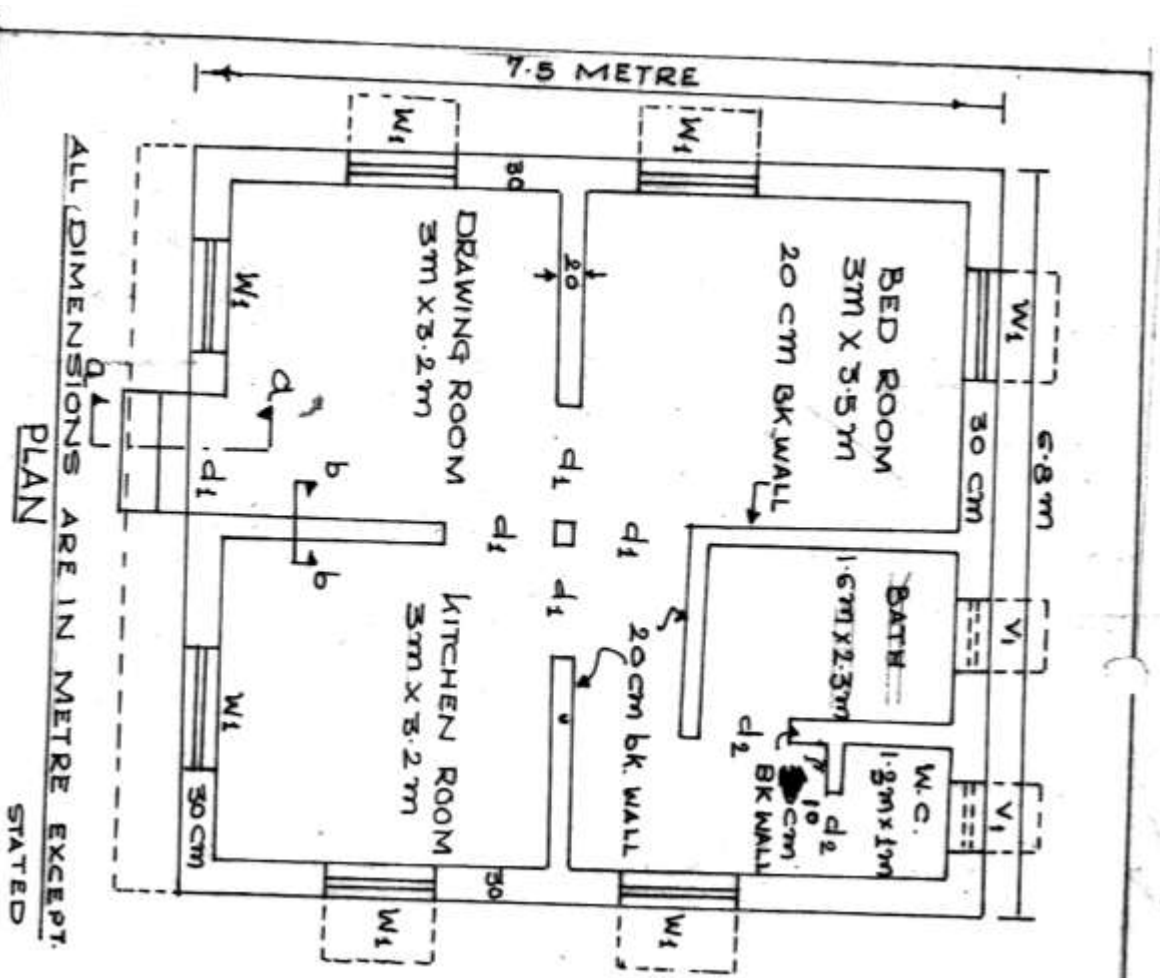 6.8 m
W1
V1
V1
30 cm
BED ROOM
3m X 3.5m
20 cm BK WALL
BATH
1.6m x 2.3m
W.C.
1.2m x 1m
d2
d2
10
cm
BK WALL
7.5 METRE
W1
W1
20 cm bk. WALL
d1
20
d1
d1
d1
30
30
DRAWING ROOM
3m X 3.2m
KITCHEN ROOM
3m X 3.2m
W1
W1
a
b
b
W1
W1
30 cm
d1
a
PLAN
ALL DIMENSIONS ARE IN METRE EXCEPT.
STATED